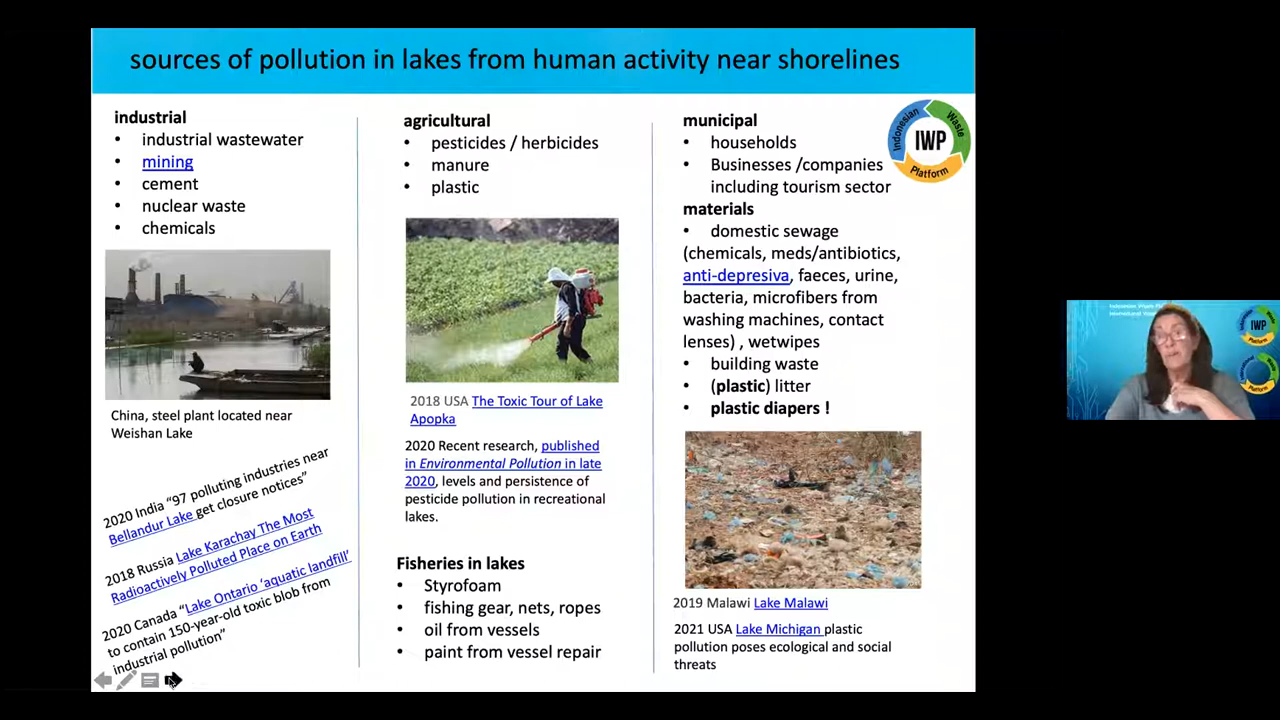 sources of pollution in lakes from human activity near shorelines
industrial
• industrial wastewater
• mining
• cement
• nuclear waste
• chemicals
China, steel plant located near
Weishan Lake
2020 India “97 polluting industries near
Bellandur Lake get closure notices”
2018 Russia Lake Karachay The Most
Radioactively Polluted Place on Earth
2020 Canada “Lake Ontario ‘aquatic landfill’
to contain 150-year-old toxic blob from
industrial pollution”
agricultural
• pesticides / herbicides
• manure
• plastic
2018 USA The Toxic Tour of Lake
Apopka
2020 Recent research, published
in Environmental Pollution in late
2020, levels and persistence of
pesticide pollution in recreational
lakes.
Fisheries in lakes
• Styrofoam
• fishing gear, nets, ropes
• oil from vessels
• paint from vessel repair
municipal
• households
• Businesses /companies
including tourism sector
materials
• domestic sewage
(chemicals, meds/antibiotics,
anti-depresiva, faeces, urine,
bacteria, microfibers from
washing machines, contact
lenses) , wetwipes
• building waste
• (plastic) litter
• plastic diapers !
2019 Malawi Lake Malawi
2021 USA Lake Michigan plastic
pollution poses ecological and social
threats
Indonesian Waste Platform
IWP
IWP
Platform